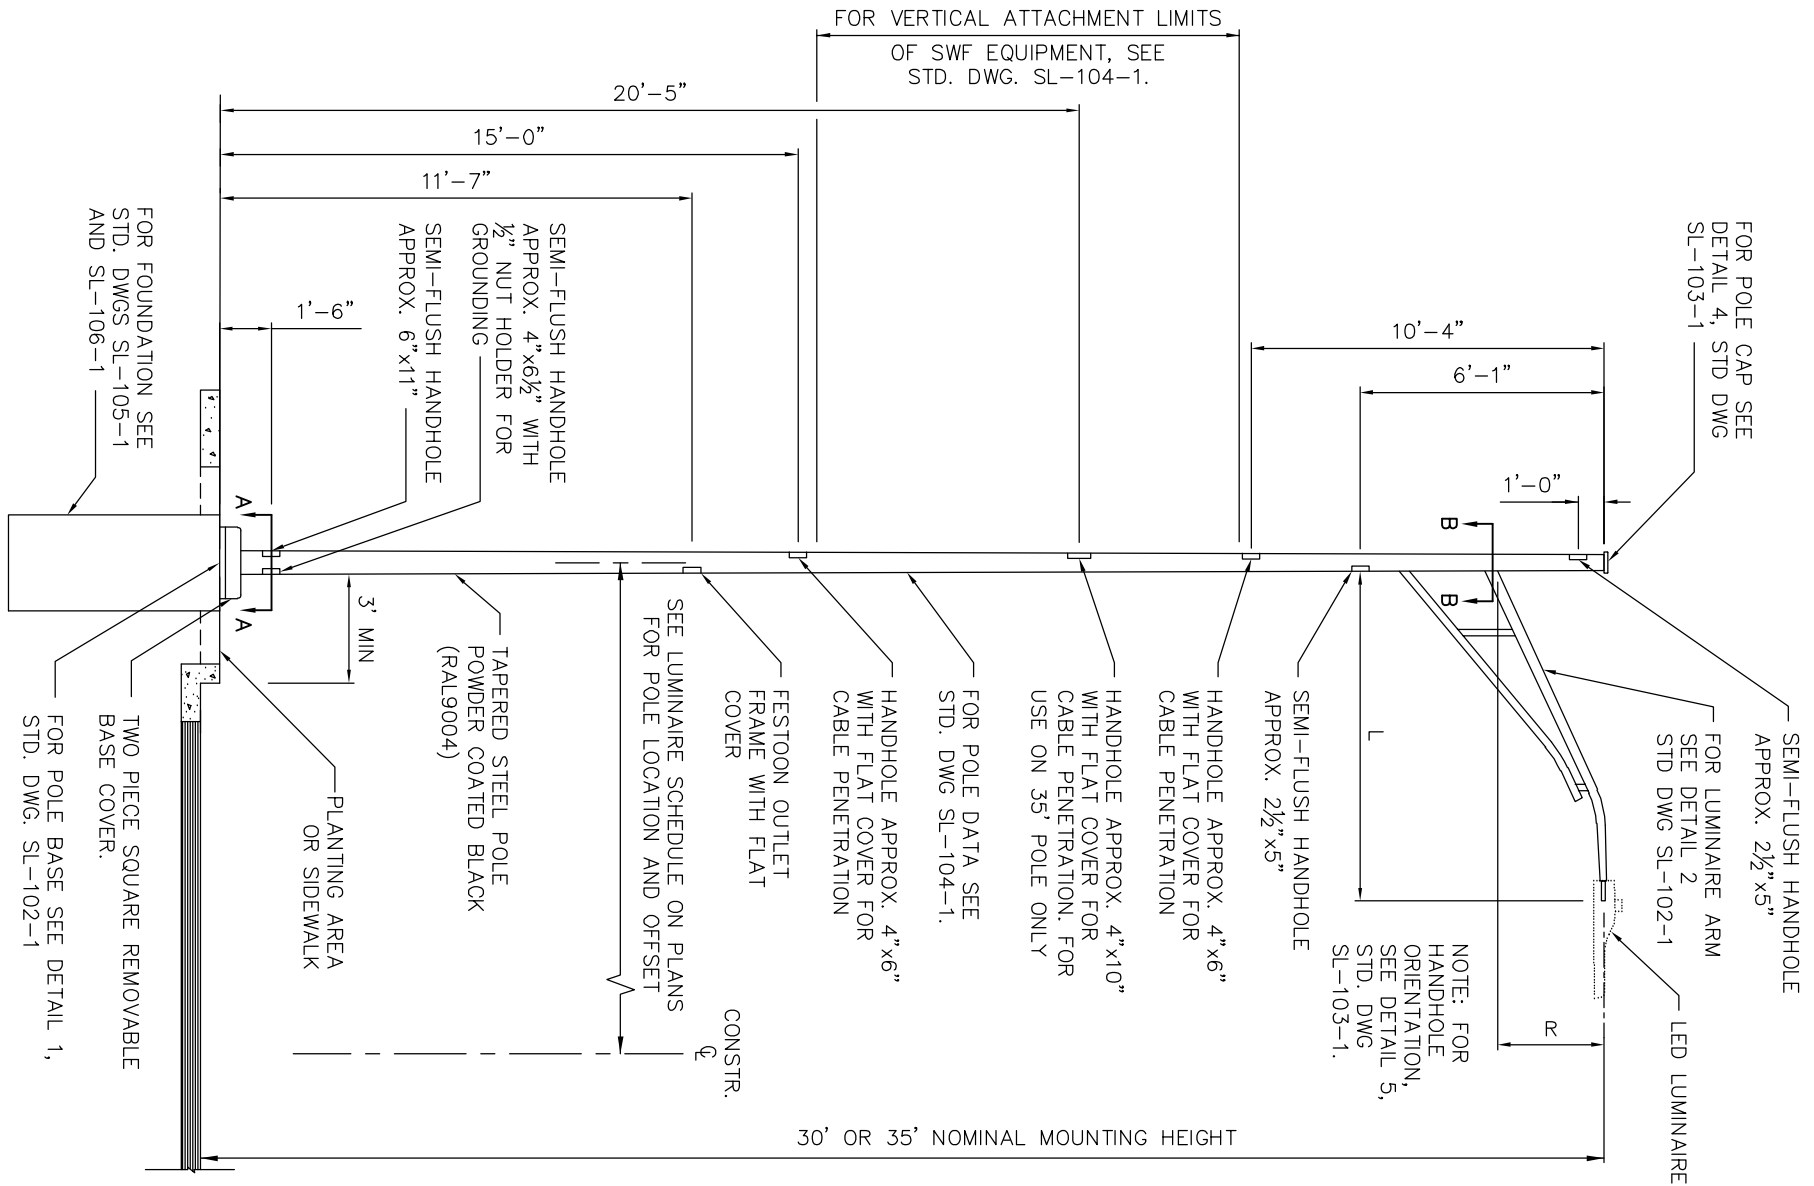 FOR VERTICAL ATTACHMENT LIMITS
OF SWF EQUIPMENT, SEE
STD. DWG. SL-104-1.
20'-5"
15'-0"
11'-7"
1'-6"
10'-4"
6'-1"
1'-0"
FOR POLE CAP SEE
DETAIL 4, STD DWG
SL-103-1
SEMI-FLUSH HANDHOLE
APPROX. 4"x6½" WITH
½" NUT HOLDER FOR
GROUNDING
SEMI-FLUSH HANDHOLE
APPROX. 6"x11"
FOR FOUNDATION SEE
STD. DWGS SL-105-1
AND SL-106-1
A
A
B
B
3' MIN
L
R
SEMI-FLUSH HANDHOLE
APPROX. 2½"x5"
FOR LUMINAIRE ARM
SEE DETAIL 2
STD DWG SL-102-1
LED LUMINAIRE
NOTE: FOR
HANDHOLE
ORIENTATION,
SEE DETAIL 5,
STD. DWG
SL-103-1.
SEMI-FLUSH HANDHOLE
APPROX. 2½"x5"
HANDHOLE APPROX. 4"x6"
WITH FLAT COVER FOR
CABLE PENETRATION
HANDHOLE APPROX. 4"x10"
WITH FLAT COVER FOR
CABLE PENETRATION. FOR
USE ON 35' POLE ONLY
FOR POLE DATA SEE
STD. DWG SL-104-1.
HANDHOLE APPROX. 4"x6"
WITH FLAT COVER FOR
CABLE PENETRATION
FESTOON OUTLET
FRAME WITH FLAT
COVER
SEE LUMINAIRE SCHEDULE ON PLANS
FOR POLE LOCATION AND OFFSET
CONSTR.
℄
TAPERED STEEL POLE
POWDER COATED BLACK
(RAL9004)
PLANTING AREA
OR SIDEWALK
TWO PIECE SQUARE REMOVABLE
BASE COVER.
FOR POLE BASE SEE DETAIL 1,
STD. DWG. SL-102-1
30' OR 35' NOMINAL MOUNTING HEIGHT